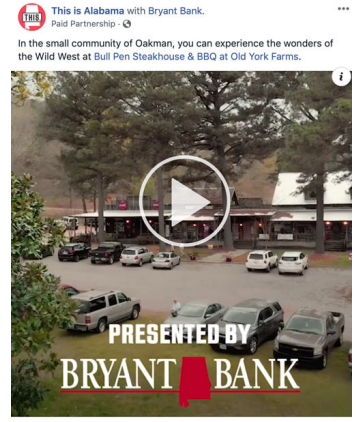 THIS
This is Alabama with Bryant Bank.
Paid Partnership ·
In the small community of Oakman, you can experience the wonders of
the Wild West at Bull Pen Steakhouse & BBQ at Old York Farms.
i
PRESENTED BY
BRYANT BANK